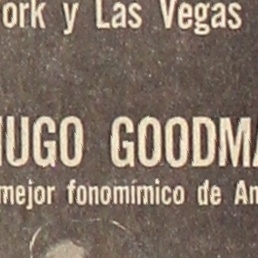 ork y Las Vegas
HUGO GOODMA
mejor fonomímico de Am